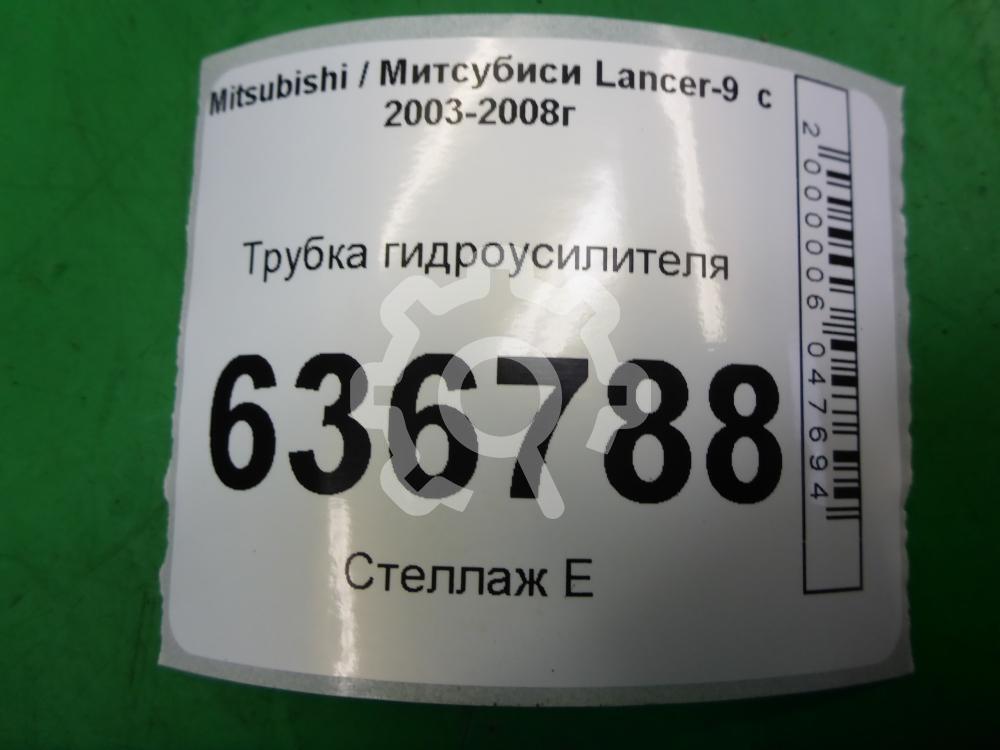 Mitsubishi / Митсубиси Lancer-9 с
2003-2008г
Трубка гидроусилителя
636788
Стеллаж Е
2000006047694